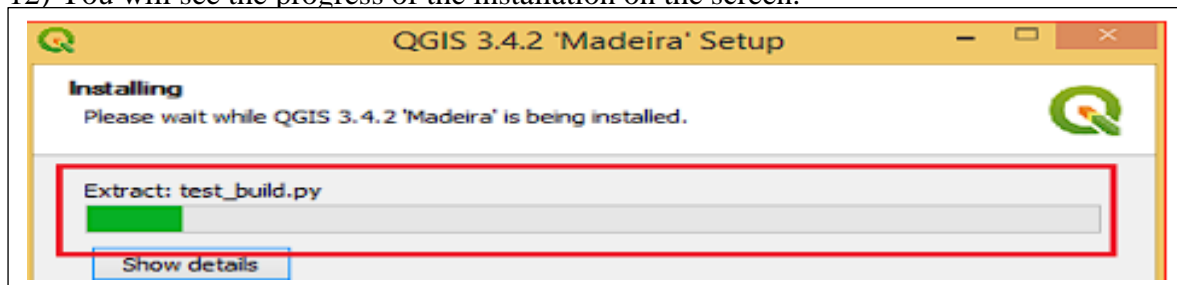 12) You will see the progress of the installation on the screen.
QGIS 3.4.2 'Madeira' Setup
Installing
Please wait while QGIS 3.4.2 'Madeira' is being installed.
Extract: test_build.py
Show details